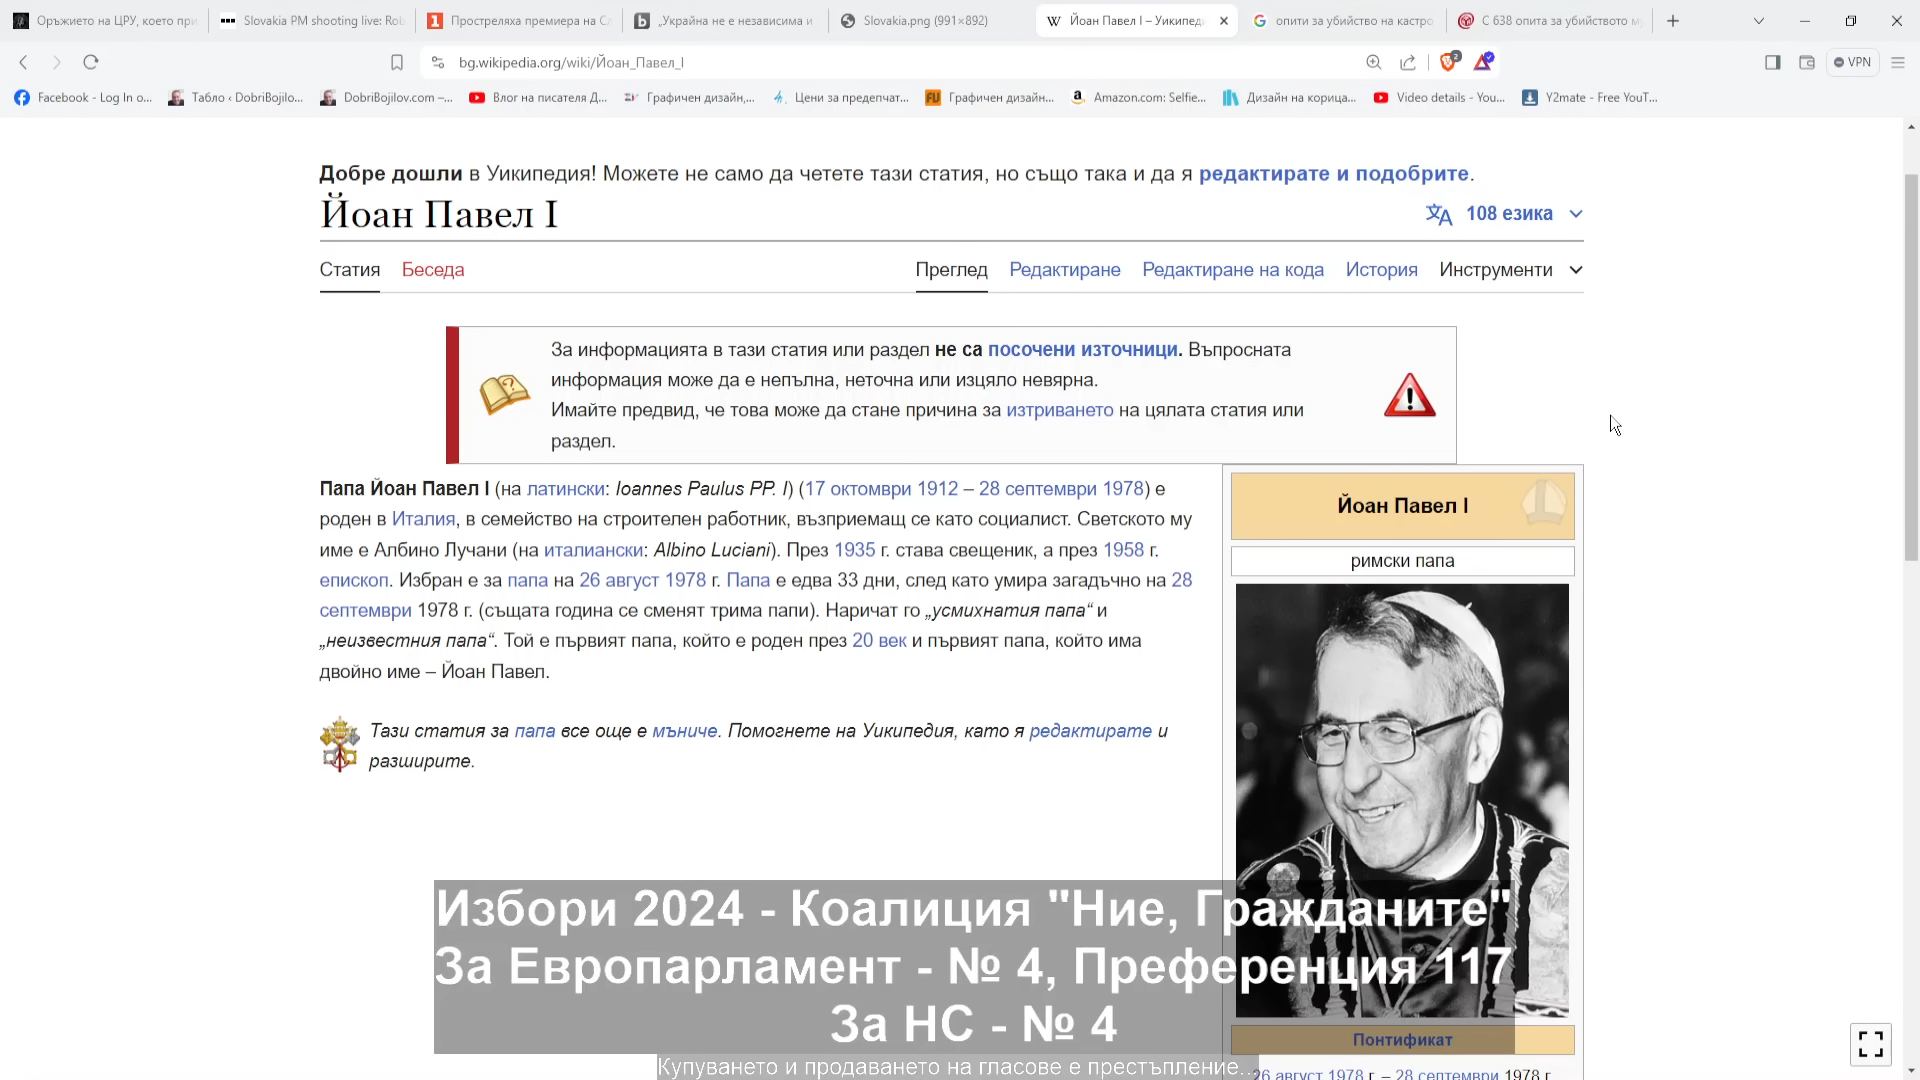 Оръжието на ЦРУ, което при
Slovakia PM shooting live: Rob
Простреляха премиера на Сл
„Украйна не е независима и
Slovakia.png (991×892)
Йоан Павел I – Уикипед
опити за убийство на кастро
С 638 опита за убийството му
bg.wikipedia.org/wiki/Йоан_Павел_I
2
VPN
Facebook - Log In o...
Табло ‹ DobriBojilo...
DobriBojilov.com –...
Влог на писателя Д...
Графичен дизайн,...
Цени за предпечат...
Графичен дизайн...
Amazon.com: Selfie...
Дизайн на корица...
Video details - You...
Y2mate - Free YouT...
Добре дошли в Уикипедия! Можете не само да четете тази статия, но също така и да я редактирате и подобрите.
Йоан Павел I
108 езика
Статия Беседа
Преглед Редактиране Редактиране на кода История Инструменти
За информацията в тази статия или раздел не са посочени източници. Въпросната
информация може да е непълна, неточна или изцяло невярна.
Имайте предвид, че това може да стане причина за изтриването на цялата статия или
раздел.
Папа Йоан Павел I (на латински: Ioannes Paulus PP. I) (17 октомври 1912 – 28 септември 1978) е
роден в Италия, в семейство на строителен работник, възприемащ се като социалист. Светското му
име е Албино Лучани (на италиански: Albino Luciani). През 1935 г. става свещеник, а през 1958 г.
епископ. Избран е за папа на 26 август 1978 г. Папа е едва 33 дни, след като умира загадъчно на 28
септември 1978 г. (същата година се сменят трима папи). Наричат го „усмихнатия папа“ и
„неизвестния папа“. Той е първият папа, който е роден през 20 век и първият папа, който има
двойно име – Йоан Павел.
Тази статия за папа все още е мъниче. Помогнете на Уикипедия, като я редактирате и
разширите.
Йоан Павел I
римски папа
Понтификат
26 август 1978 г. – 28 септември 1978 г.
Избори 2024 - Коалиция "Ние, Гражданите"
За Европарламент - № 4, Преференция 117
За НС - № 4
Купуването и продаването на гласове е престъпление...